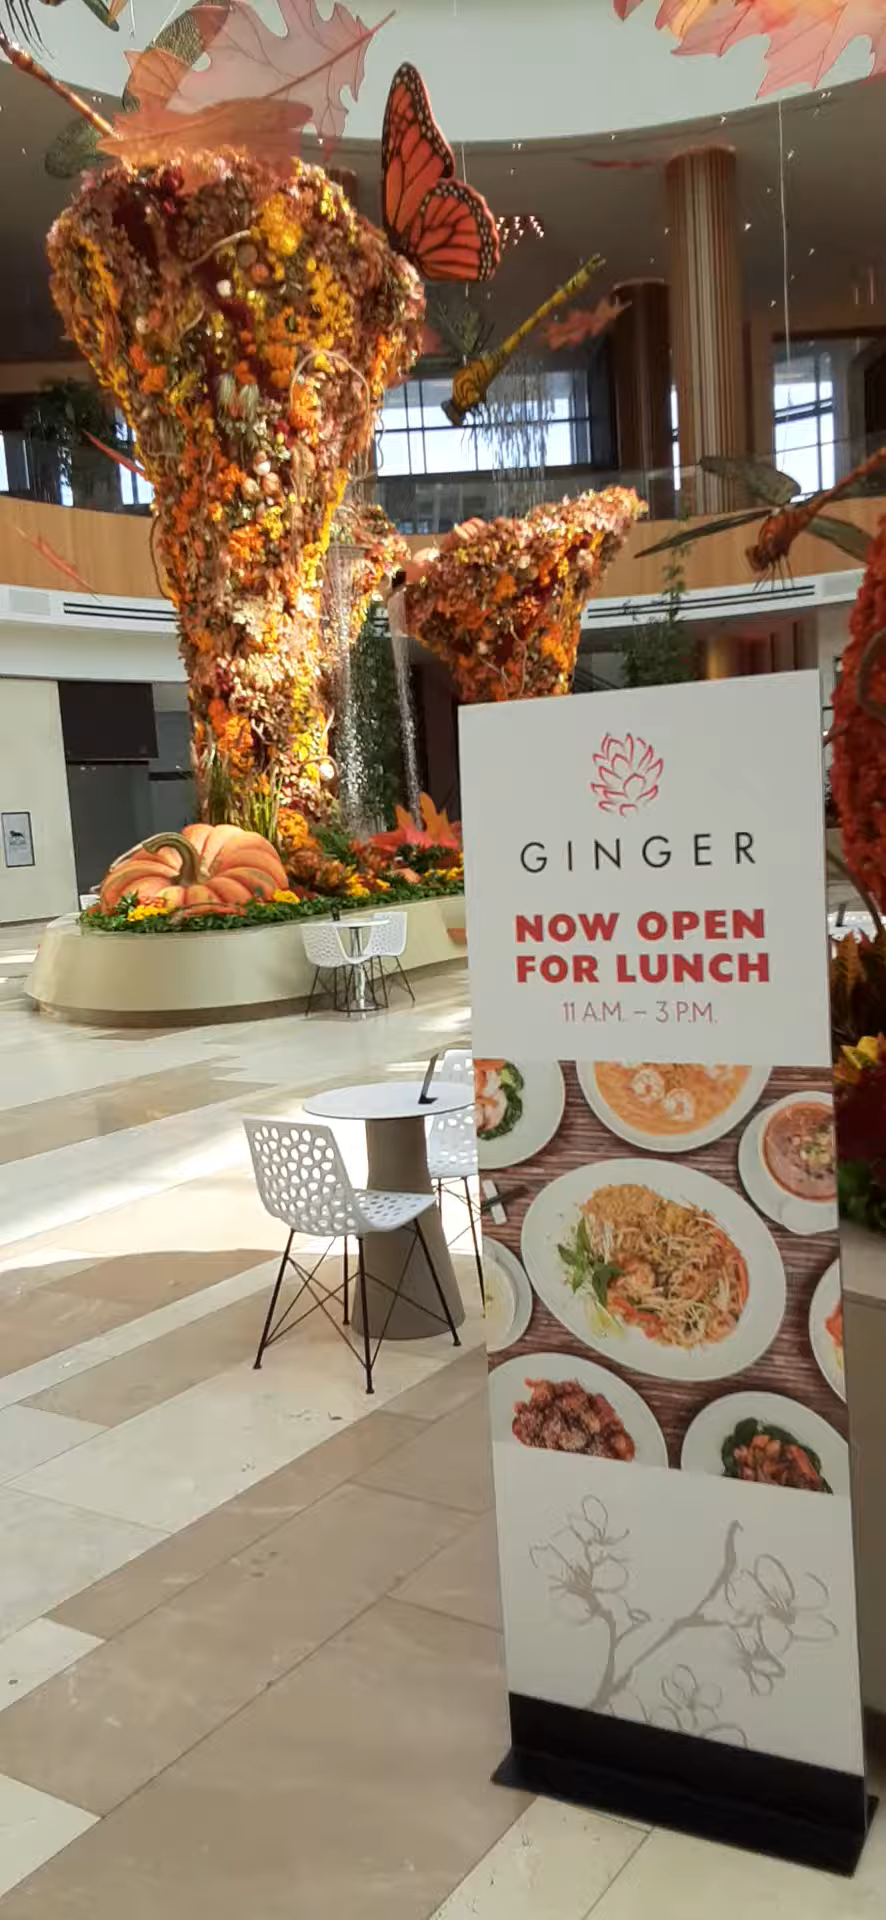 GINGER
NOW OPEN
FOR LUNCH
11 A.M. – 3 P.M.